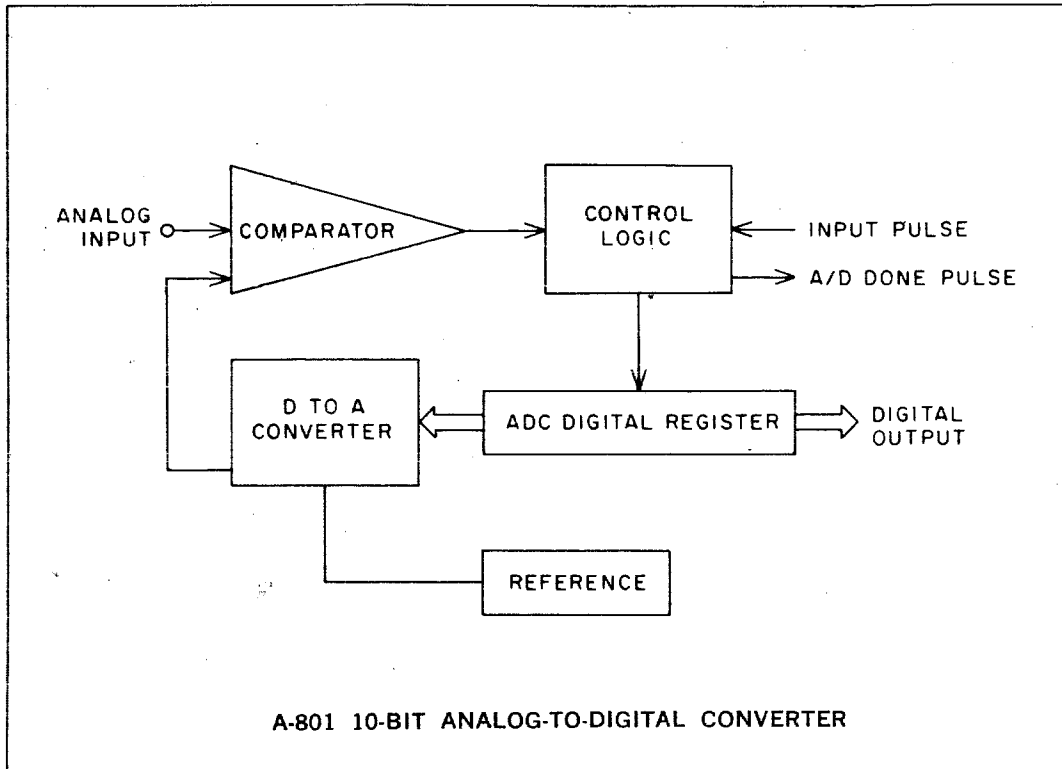 ANALOG
INPUT
COMPARATOR
CONTROL
LOGIC
INPUT PULSE
A/D DONE PULSE
D TO A
CONVERTER
ADC DIGITAL REGISTER
DIGITAL
OUTPUT
REFERENCE
A-801 10-BIT ANALOG-TO-DIGITAL CONVERTER